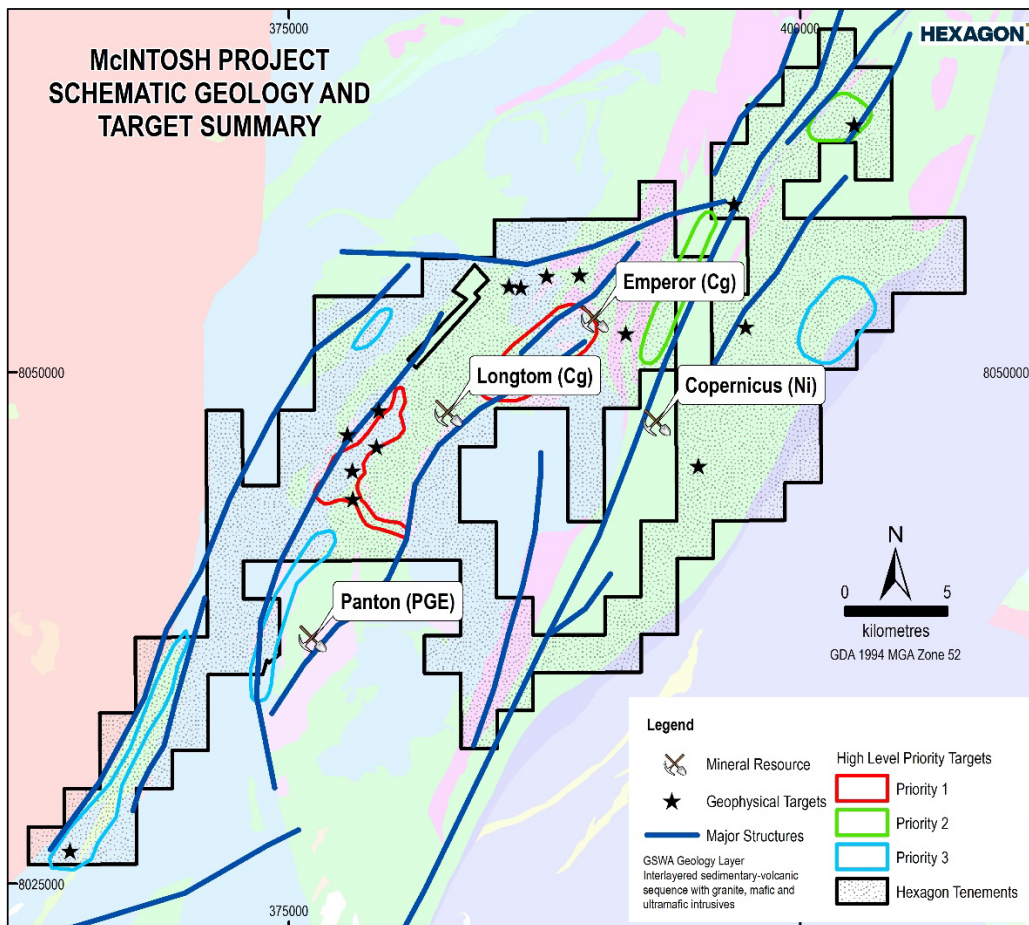 375000
400000
HEXAGON
McINTOSH PROJECT
SCHEMATIC GEOLOGY AND
TARGET SUMMARY
Emperor (Cg)
8050000
Longtom (Cg)
Copernicus (Ni)
8050000
N
0 5
kilometres
GDA 1994 MGA Zone 52
Panton (PGE)
Legend
Mineral Resource
Geophysical Targets
Major Structures
GSWA Geology Layer
Interlayered sedimentary-volcanic
sequence with granite, mafic and
ultramafic intrusives
High Level Priority Targets
Priority 1
Priority 2
Priority 3
Hexagon Tenements
8025000
375000